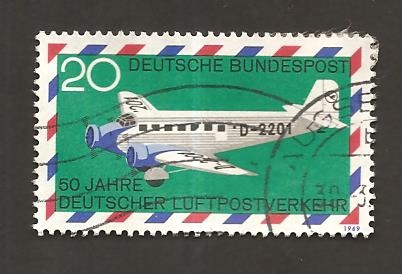 20 DEUTSCHE BUNDESPOST
D-2201
50 JAHRE
DEUTSCHER LUFTPOSTVERKEHR
1969